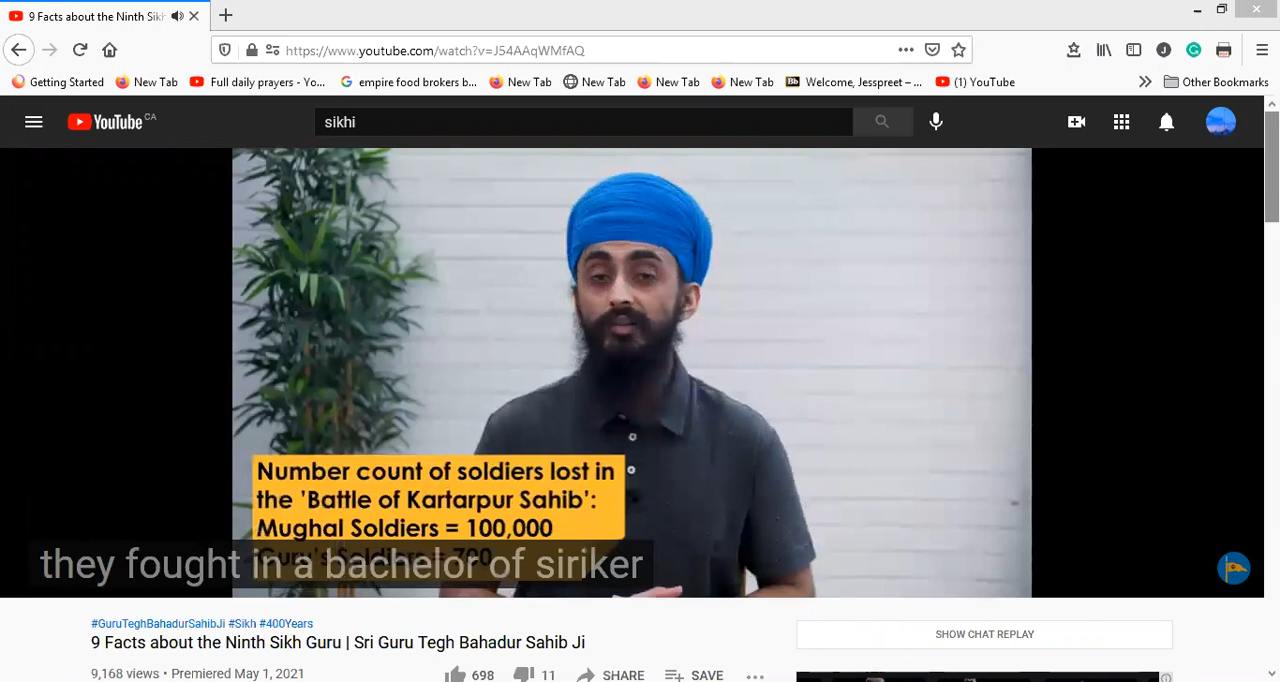 9 Facts about the Ninth Sikh
https://www.youtube.com/watch?v=J54AAqWMfAQ
Getting Started New Tab Full daily prayers - Yo... empire food brokers b... New Tab New Tab New Tab New Tab Welcome, Jesspreet – ... (1) YouTube Other Bookmarks
YouTube CA sikhi
Number count of soldiers lost in
the 'Battle of Kartarpur Sahib':
Mughal Soldiers = 100,000
Guru's Soldiers = 700
they fought in a bachelor of siriker
#GuruTeghBahadurSahibJi #Sikh #400Years
9 Facts about the Ninth Sikh Guru | Sri Guru Tegh Bahadur Sahib Ji
SHOW CHAT REPLAY
9,168 views • Premiered May 1, 2021
698 11 SHARE SAVE